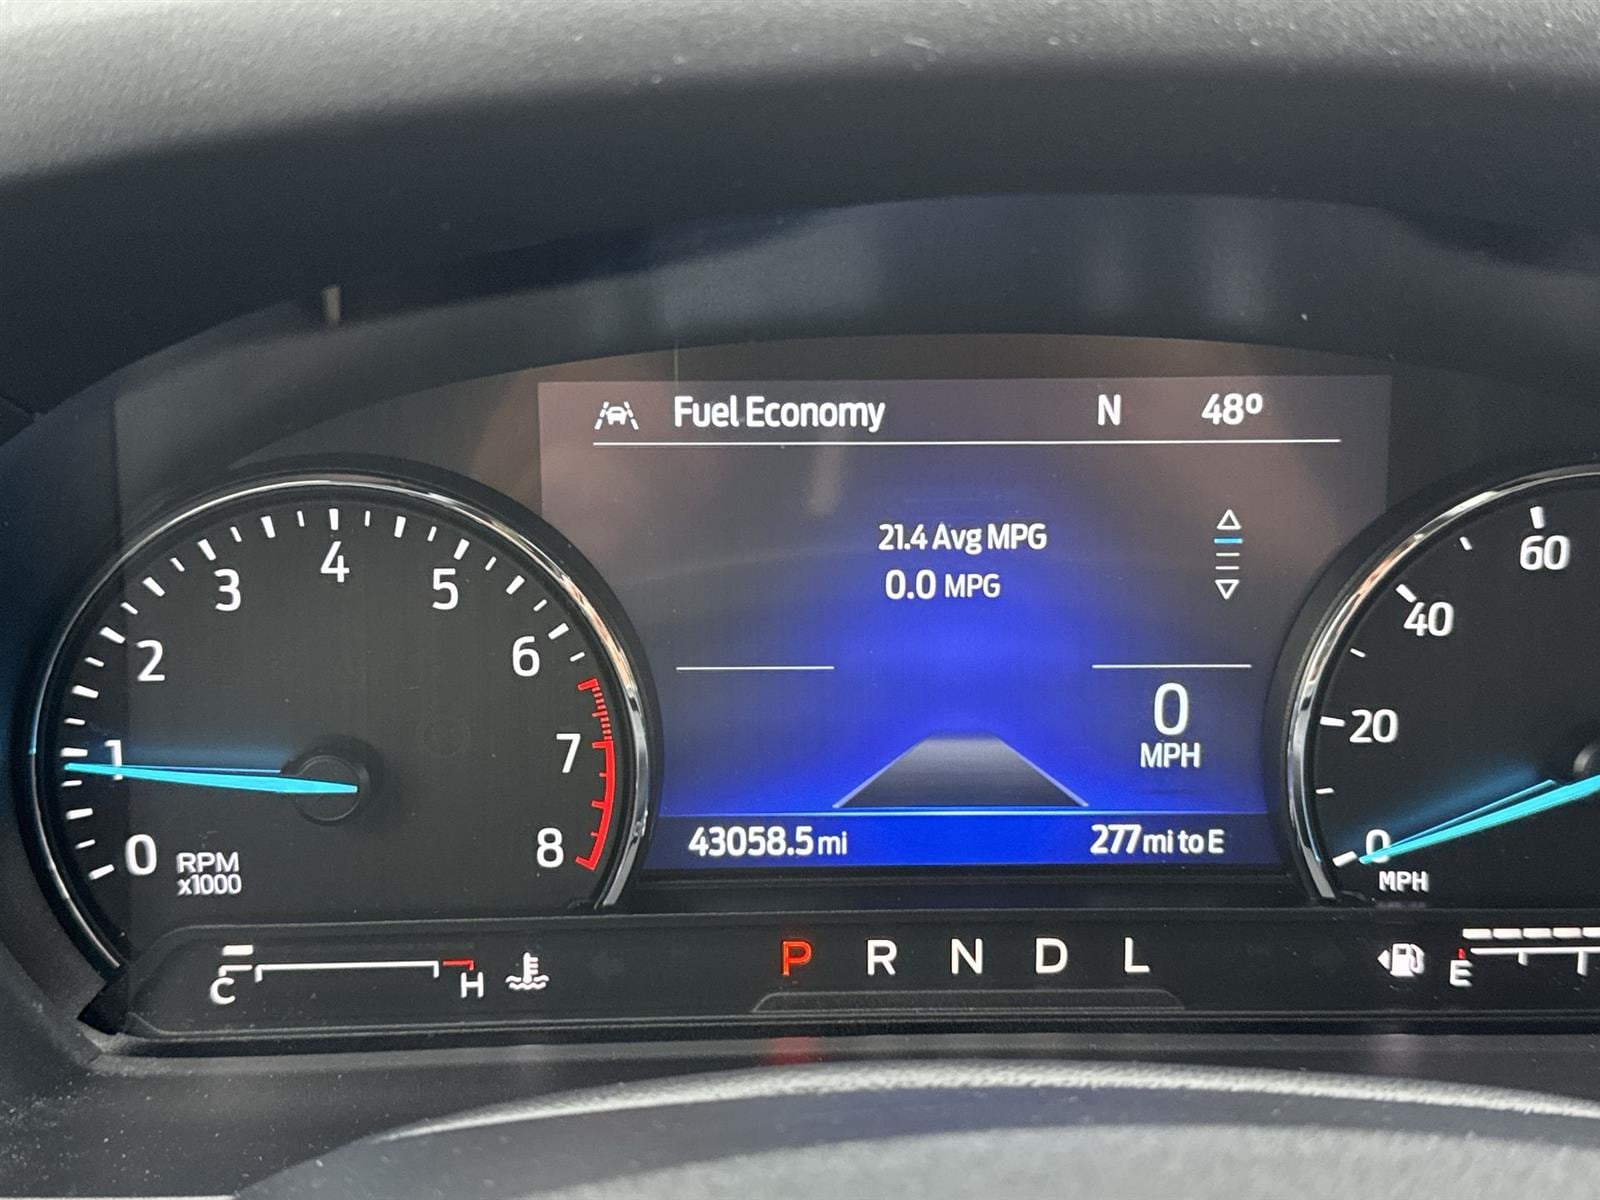 Fuel Economy N 48°
21.4 Avg MPG
0.0 MPG
0
MPH
43058.5 mi 277 mi to E
0 1 2 3 4 5 6 7 8
RPM
x1000
0 20 40 60
MPH
C H
P R N D L
E